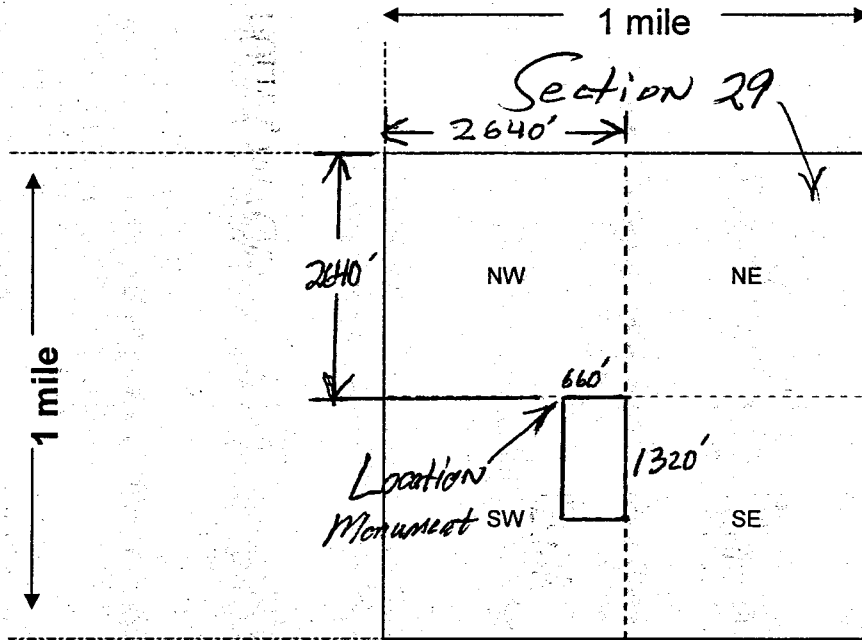 1 mile
Section 29
2640'
2640'
NW
NE
1 mile
660'
1320'
Location
Monument
SW
SE